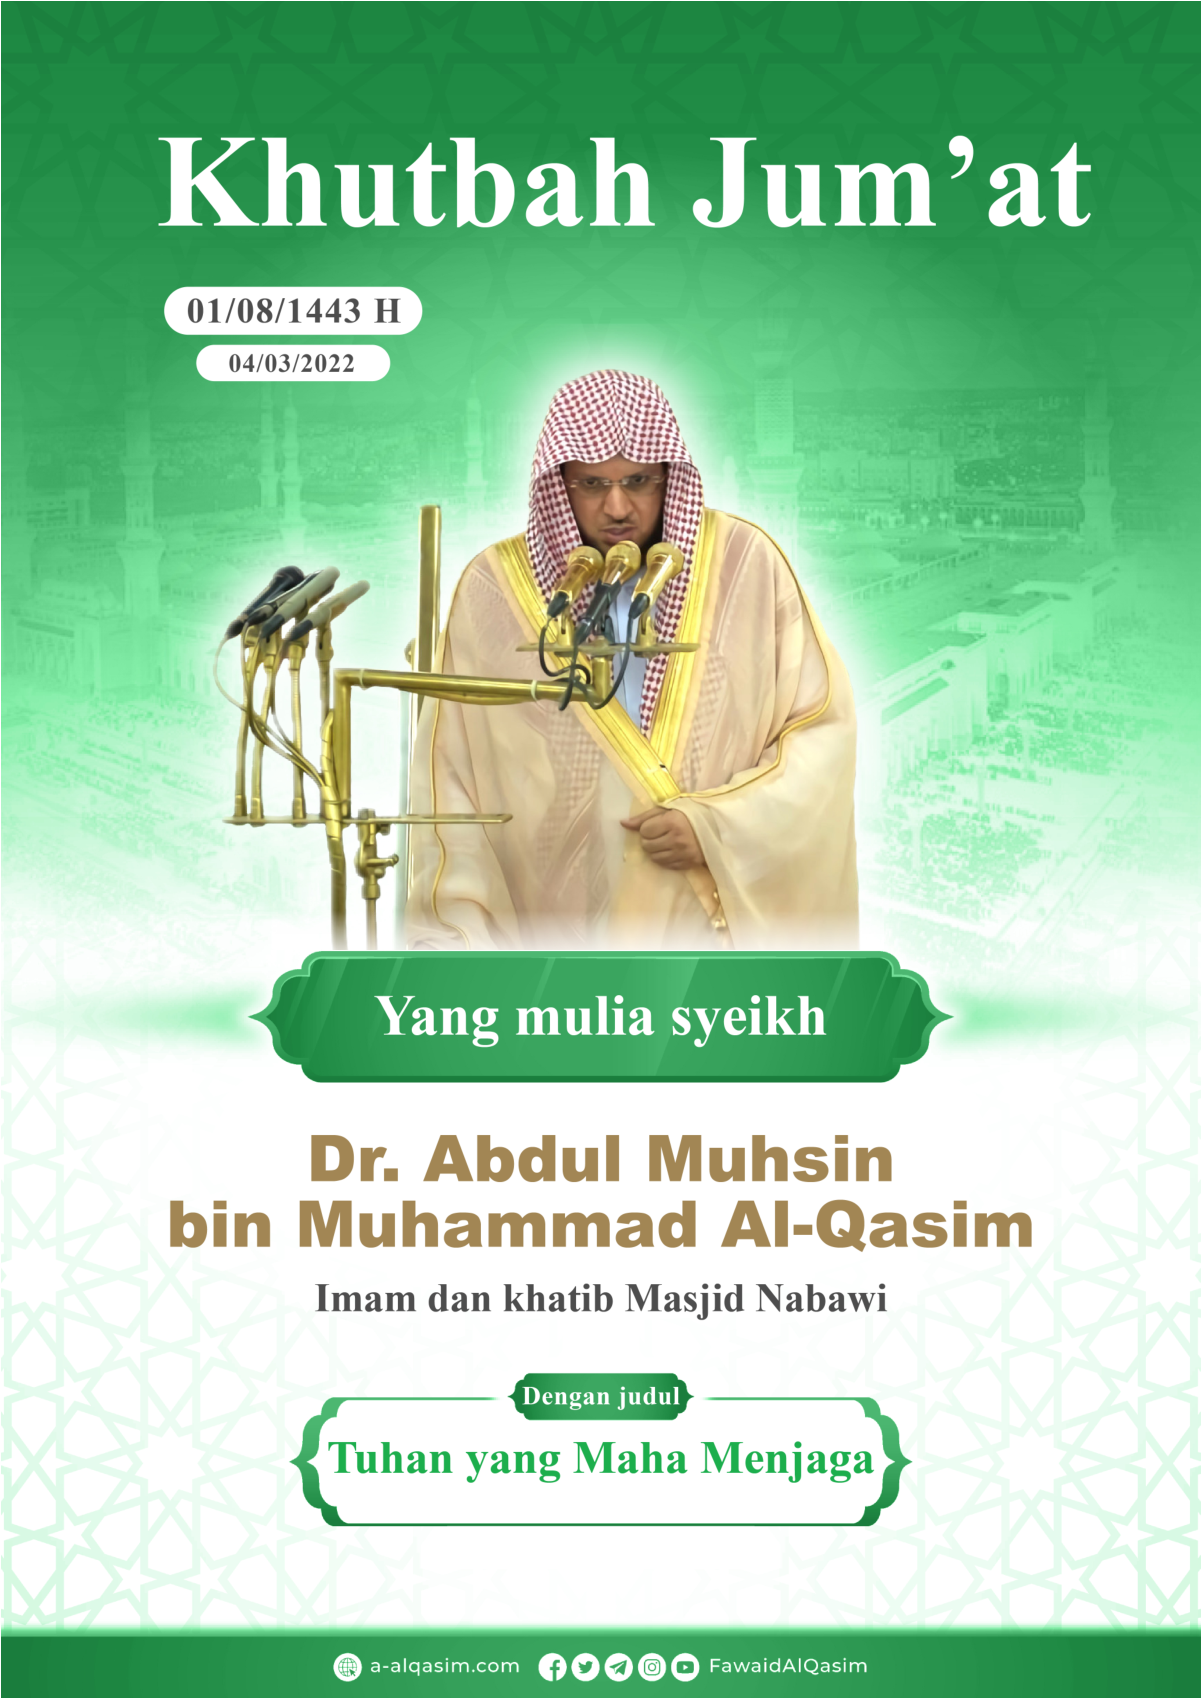 Khutbah Jum’at
01/08/1443 H
04/03/2022
Yang mulia syeikh
Dr. Abdul Muhsin
bin Muhammad Al-Qasim
Imam dan khatib Masjid Nabawi
Dengan judul
Tuhan yang Maha Menjaga
a-alqasim.com FawaidAlQasim